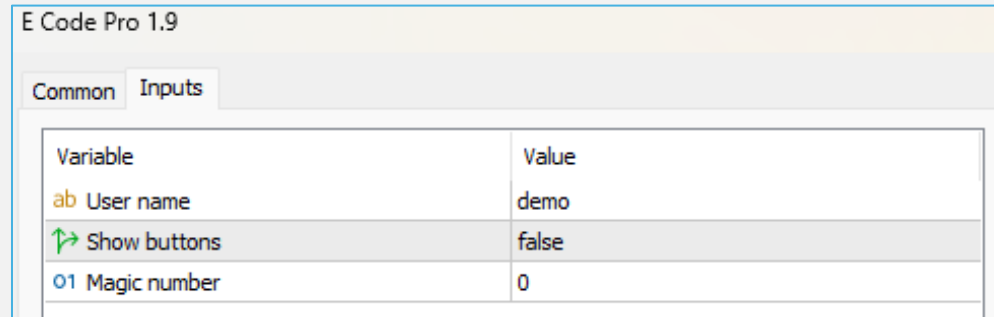 E Code Pro 1.9
Common Inputs
Variable Value
ab User name demo
Show buttons false
01 Magic number 0